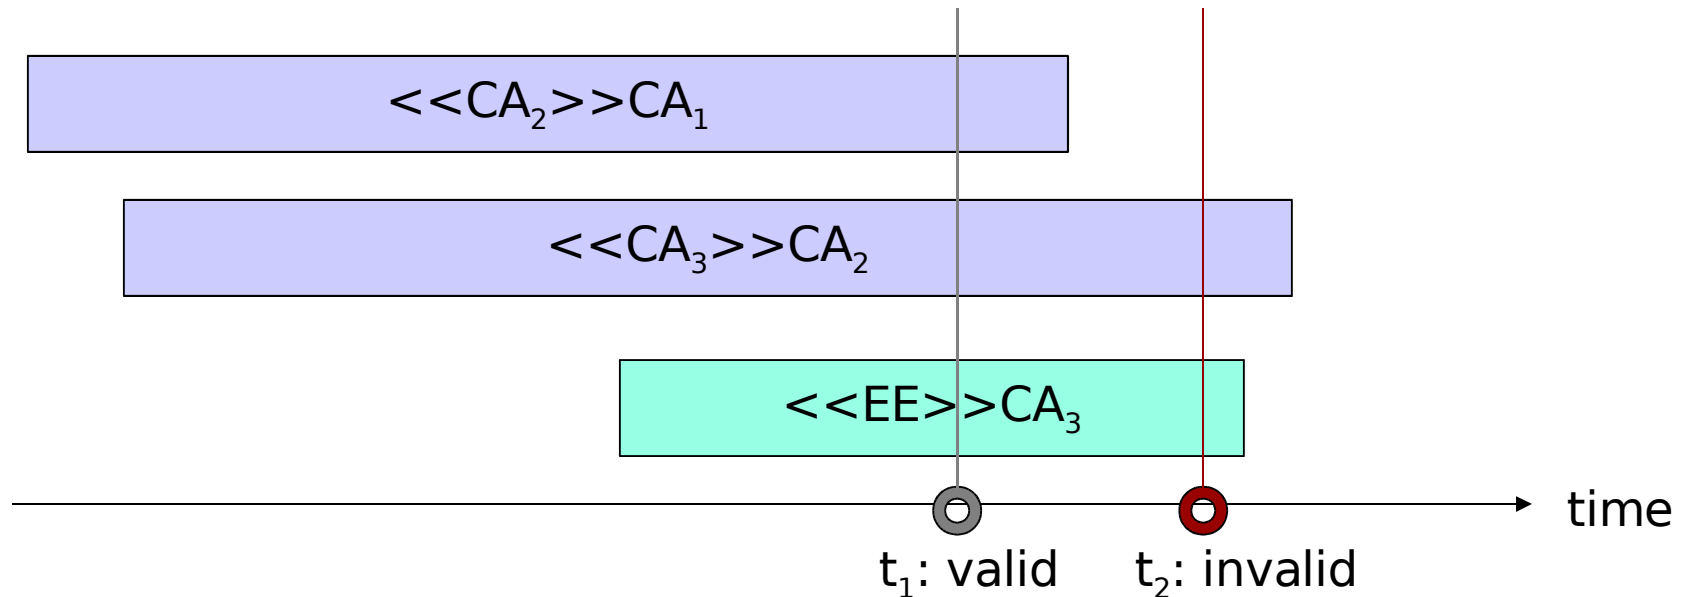 <<CA₂>>CA₁
<<CA₃>>CA₂
<<EE>>CA₃
time
t₁: valid
t₂: invalid